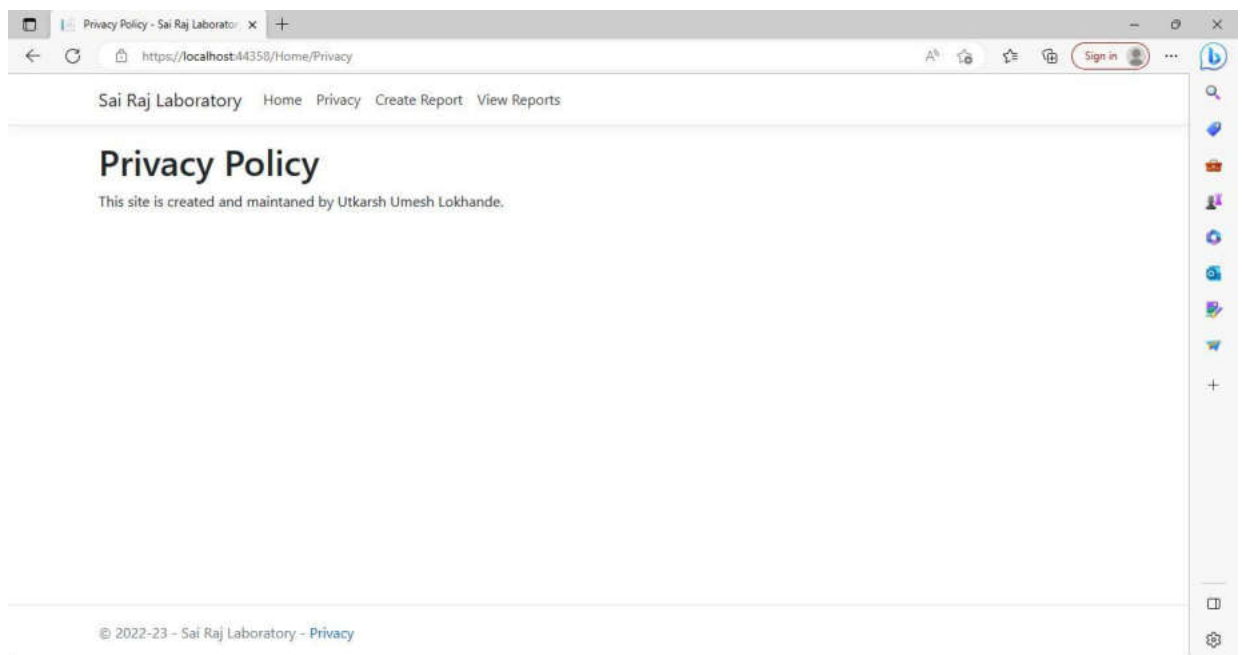 Privacy Policy - Sai Raj Laborator
https://localhost:44358/Home/Privacy
Sign in
Sai Raj Laboratory Home Privacy Create Report View Reports
Privacy Policy
This site is created and maintaned by Utkarsh Umesh Lokhande.
© 2022-23 - Sai Raj Laboratory - Privacy